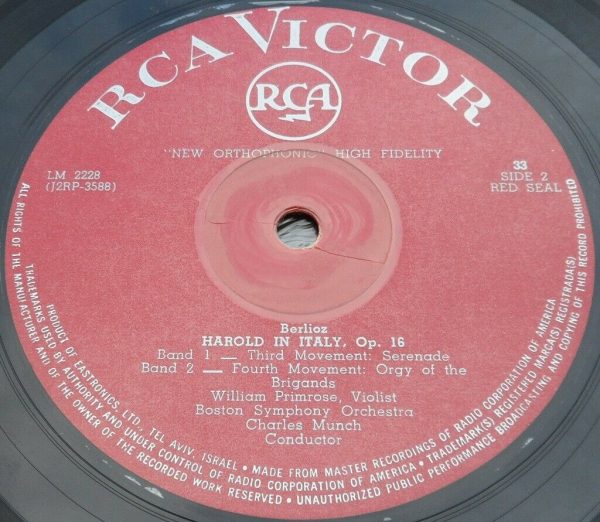 RCA VICTOR
RCA
"NEW ORTHOPHONIC" HIGH FIDELITY
LM 2228
(J2RP-3588)
33
SIDE 2
RED SEAL
Berlioz
HAROLD IN ITALY, Op. 16
Band 1 — Third Movement: Serenade
Band 2 — Fourth Movement: Orgy of the
Brigands
William Primrose, Violist
Boston Symphony Orchestra
Charles Munch
Conductor
PRODUCT OF EASTRONICS, LTD. TEL AVIV, ISRAEL • MADE FROM MASTER RECORDINGS OF RADIO CORPORATION OF AMERICA
TRADEMARKS USED BY AUTHORITY AND UNDER CONTROL OF RADIO CORPORATION OF AMERICA • TRADEMARK(S) REGISTERED MARCA(S) REGISTRADA(S)
ALL RIGHTS OF THE MANUFACTURER AND OF THE OWNER OF THE RECORDED WORK RESERVED • UNAUTHORIZED PUBLIC PERFORMANCE BROADCASTING AND COPYING OF THIS RECORD PROHIBITED